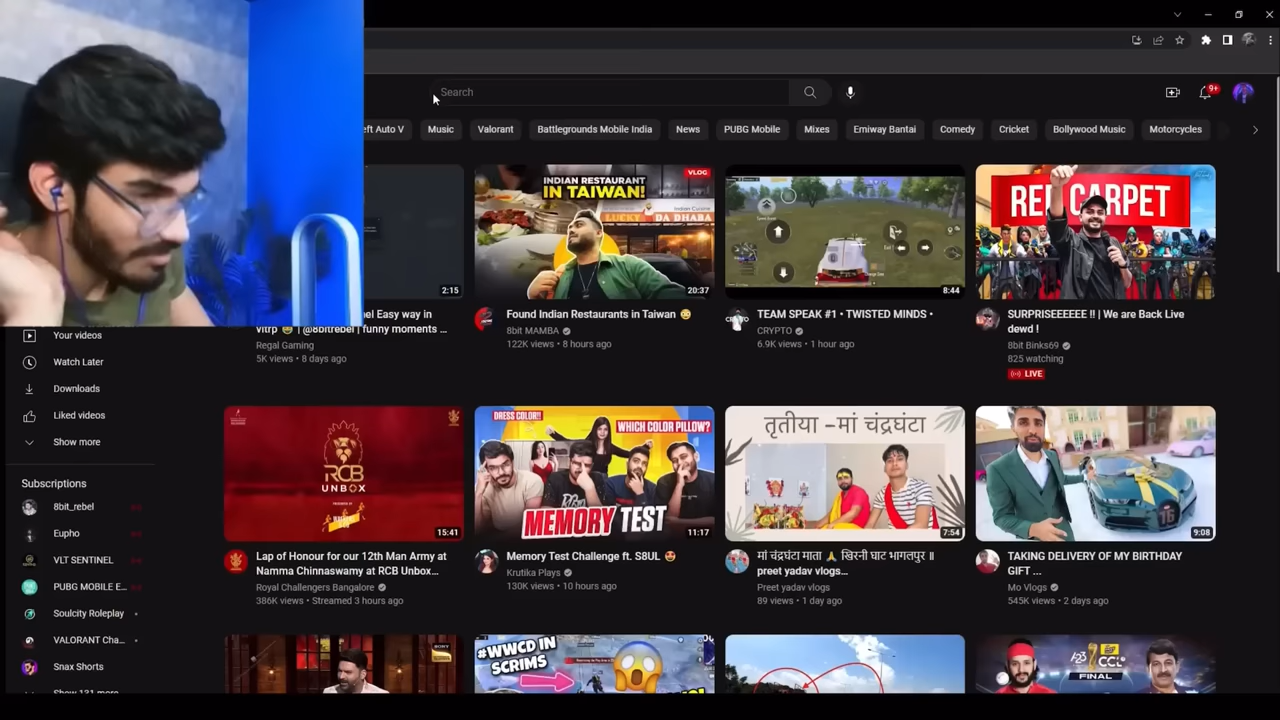 Search
9+
eft Auto V
Music
Valorant
Battlegrounds Mobile India
News
PUBG Mobile
Mixes
Emiway Bantai
Comedy
Cricket
Bollywood Music
Motorcycles
2:15
INDIAN RESTAURANT
IN TAIWAN!
VLOG
Indian Cuisine
LUCKY DA DHABA
20:37
8:44
RED CARPET
el Easy way in
vitrp 😁 | @8bitrebel | funny moments ...
Regal Gaming
5K views • 8 days ago
Found Indian Restaurants in Taiwan 😳
8bit MAMBA
122K views • 8 hours ago
TEAM SPEAK #1 • TWISTED MINDS •
CRYPTO
6.9K views • 1 hour ago
SURPRISEEEEEE !! | We are Back Live
dewd !
8bit Binks69
825 watching
LIVE
Your videos
Watch Later
Downloads
Liked videos
Show more
Subscriptions
8bit_rebel
Eupho
VLT SENTINEL
PUBG MOBILE E...
Soulcity Roleplay
VALORANT Cha...
Snax Shorts
Show 131 more
RCB
UNBOX
15:41
DRESS COLOR!!
WHICH COLOR PILLOW?
MEMORY TEST
11:17
तृतीया -मां चंद्रघंटा
7:54
9:08
Lap of Honour for our 12th Man Army at
Namma Chinnaswamy at RCB Unbox...
Royal Challengers Bangalore
386K views • Streamed 3 hours ago
Memory Test Challenge ft. S8UL 🤩
Krutika Plays
130K views • 10 hours ago
मां चंद्रघंटा माता 🙏 खिरनी घाट भागलपुर ॥
preet yadav vlogs...
Preet yadav vlogs
89 views • 1 day ago
TAKING DELIVERY OF MY BIRTHDAY
GIFT ...
Mo Vlogs
545K views • 2 days ago
SONY
#WWCD IN
SCRIMS
A23
CCL
FINAL